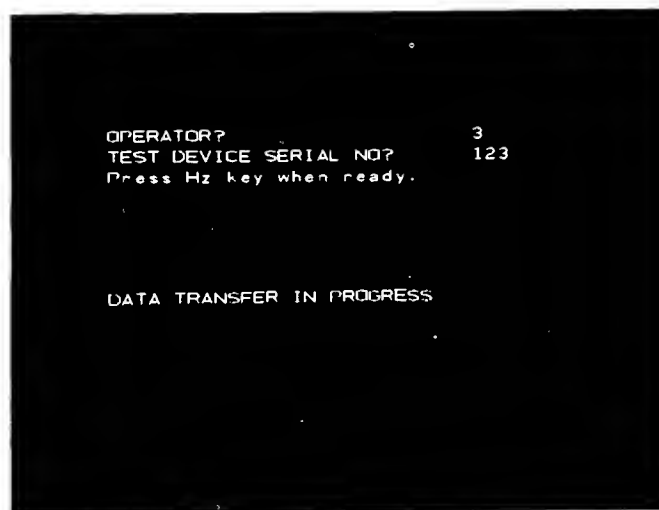 OPERATOR? 3
TEST DEVICE SERIAL NO? 123
Press Hz key when ready.
DATA TRANSFER IN PROGRESS